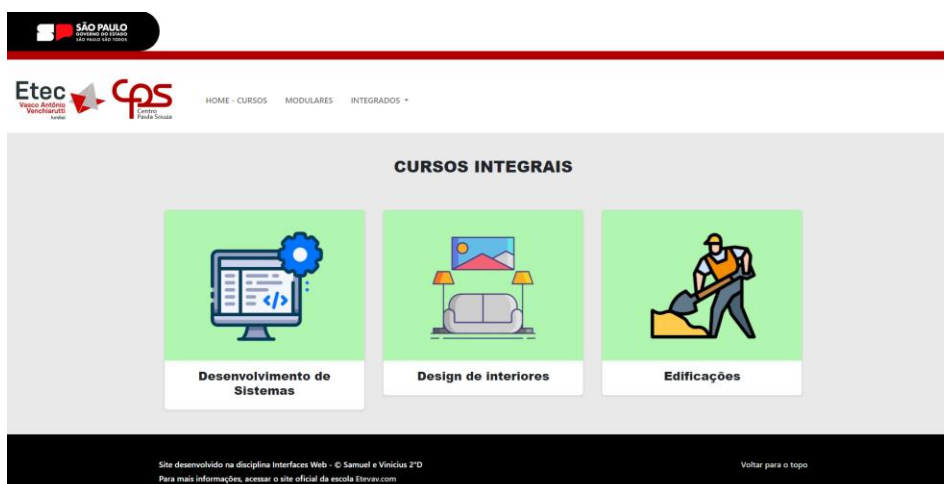 SÃO PAULO
GOVERNO DO ESTADO
SÃO PAULO SÃO TODOS
Etec
Vasco Antônio
Venchiarutti
Jundiaí
CPS
Centro
Paula Souza
HOME - CURSOS MODULARES INTEGRADOS
CURSOS INTEGRAIS
</>
Desenvolvimento de
Sistemas
Design de interiores
Edificações
Site desenvolvido na disciplina Interfaces Web - © Samuel e Vinicius 2°D
Voltar para o topo
Para mais informações, acessar o site oficial da escola Etevav.com